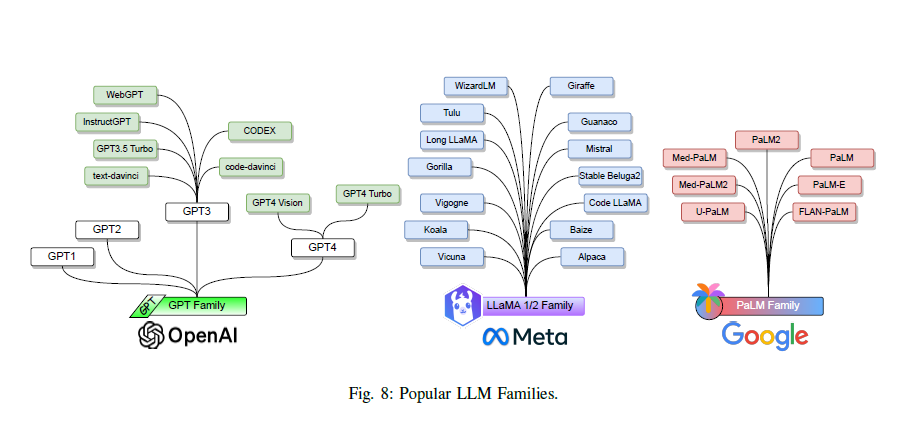 WebGPT
InstructGPT
GPT3.5 Turbo
text-davinci
CODEX
code-davinci
GPT3
GPT4 Vision
GPT4 Turbo
GPT4
GPT2
GPT1
GPT
GPT Family
OpenAI
WizardLM
Giraffe
Tulu
Guanaco
Long LLaMA
Mistral
Gorilla
Stable Beluga2
Vigogne
Code LLaMA
Koala
Baize
Vicuna
Alpaca
LLaMA 1/2 Family
Meta
PaLM2
Med-PaLM
PaLM
Med-PaLM2
PaLM-E
U-PaLM
FLAN-PaLM
PaLM Family
Google
Fig. 8: Popular LLM Families.